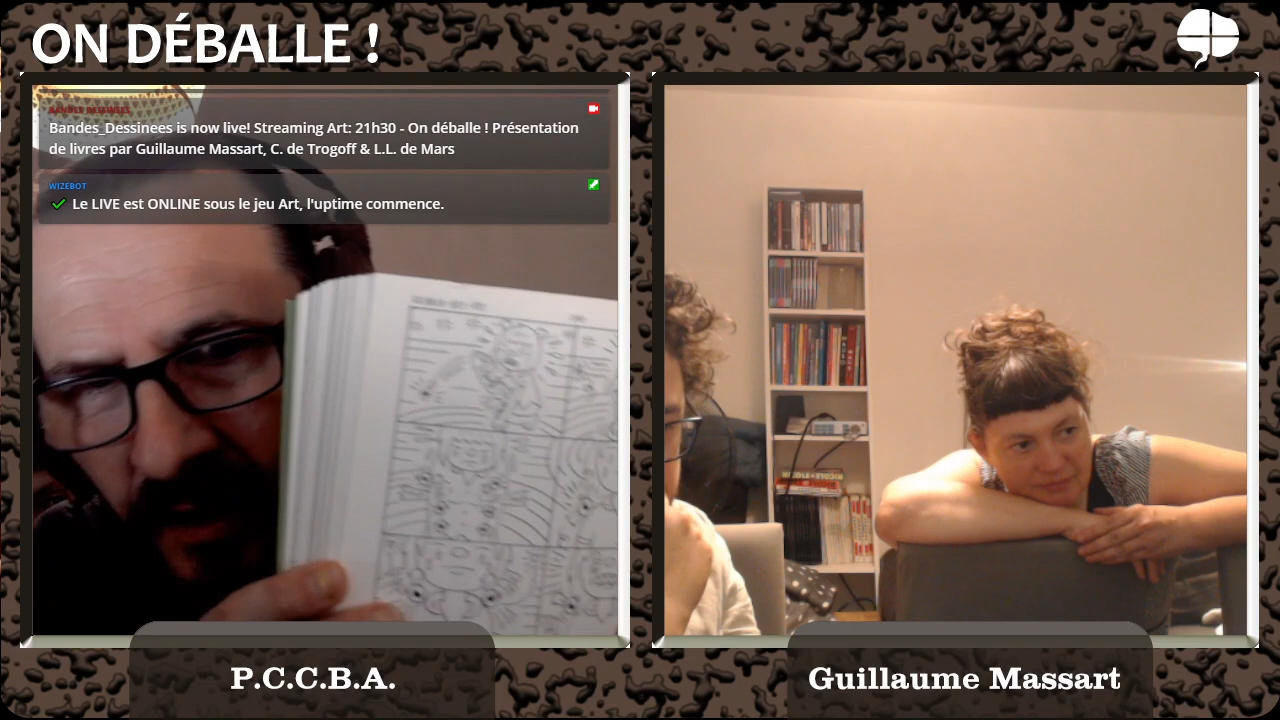 ON DÉBALLE !
BANDES_DESSINEES
Bandes_Dessinees is now live! Streaming Art: 21h30 - On déballe ! Présentation
de livres par Guillaume Massart, C. de Trogoff & L.L. de Mars
WIZEBOT
Le LIVE est ONLINE sous le jeu Art, l'uptime commence.
P.C.C.B.A.
Guillaume Massart